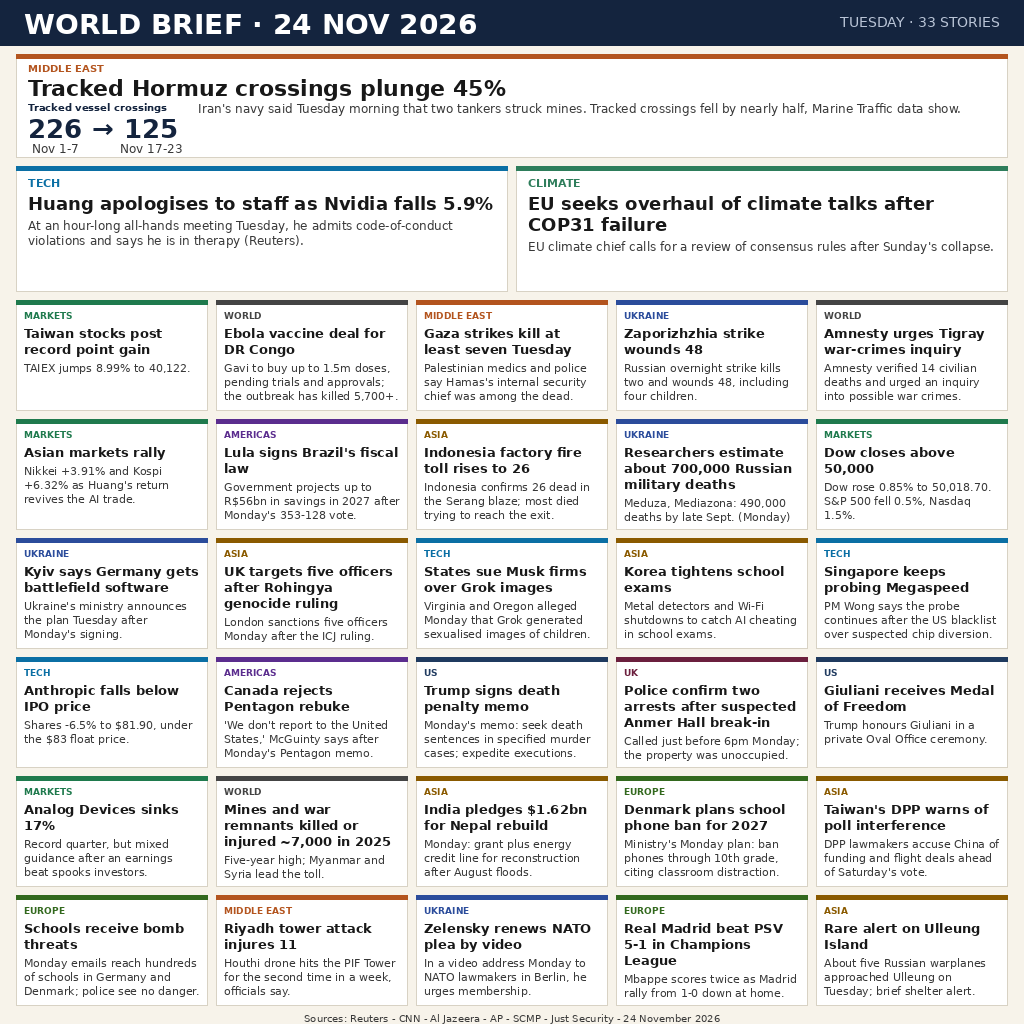 WORLD BRIEF · 24 NOV 2026
TUESDAY · 33 STORIES
MIDDLE EAST
Tracked Hormuz crossings plunge 45%
Tracked vessel crossings
226 → 125
Nov 1-7
Nov 17-23
Iran's navy said Tuesday morning that two tankers struck mines. Tracked crossings fell by nearly half, Marine Traffic data show.
TECH
Huang apologises to staff as Nvidia falls 5.9%
At an hour-long all-hands meeting Tuesday, he admits code-of-conduct
violations and says he is in therapy (Reuters).
CLIMATE
EU seeks overhaul of climate talks after
COP31 failure
EU climate chief calls for a review of consensus rules after Sunday's collapse.
MARKETS
Taiwan stocks post
record point gain
TAIEX jumps 8.99% to 40,122.
WORLD
Ebola vaccine deal for
DR Congo
Gavi to buy up to 1.5m doses,
pending trials and approvals;
the outbreak has killed 5,700+.
MIDDLE EAST
Gaza strikes kill at
least seven Tuesday
Palestinian medics and police
say Hamas's internal security
chief was among the dead.
UKRAINE
Zaporizhzhia strike
wounds 48
Russian overnight strike kills
two and wounds 48, including
four children.
WORLD
Amnesty urges Tigray
war-crimes inquiry
Amnesty verified 14 civilian
deaths and urged an inquiry
into possible war crimes.
MARKETS
Asian markets rally
Nikkei +3.91% and Kospi
+6.32% as Huang's return
revives the AI trade.
AMERICAS
Lula signs Brazil's fiscal
law
Government projects up to
R$56bn in savings in 2027 after
Monday's 353-128 vote.
ASIA
Indonesia factory fire
toll rises to 26
Indonesia confirms 26 dead in
the Serang blaze; most died
trying to reach the exit.
UKRAINE
Researchers estimate
about 700,000 Russian
military deaths
Meduza, Mediazona: 490,000
deaths by late Sept. (Monday)
MARKETS
Dow closes above
50,000
Dow rose 0.85% to 50,018.70.
S&P 500 fell 0.5%, Nasdaq
1.5%.
UKRAINE
Kyiv says Germany gets
battlefield software
Ukraine's ministry announces
the plan Tuesday after
Monday's signing.
ASIA
UK targets five officers
after Rohingya
genocide ruling
London sanctions five officers
Monday after the ICJ ruling.
TECH
States sue Musk firms
over Grok images
Virginia and Oregon alleged
Monday that Grok generated
sexualised images of children.
ASIA
Korea tightens school
exams
Metal detectors and Wi-Fi
shutdowns to catch AI cheating
in school exams.
TECH
Singapore keeps
probing Megaspeed
PM Wong says the probe
continues after the US blacklist
over suspected chip diversion.
TECH
Anthropic falls below
IPO price
Shares -6.5% to $81.90, under
the $83 float price.
AMERICAS
Canada rejects
Pentagon rebuke
'We don't report to the United
States,' McGuinty says after
Monday's Pentagon memo.
US
Trump signs death
penalty memo
Monday's memo: seek death
sentences in specified murder
cases; expedite executions.
UK
Police confirm two
arrests after suspected
Anmer Hall break-in
Called just before 6pm Monday;
the property was unoccupied.
US
Giuliani receives Medal
of Freedom
Trump honours Giuliani in a
private Oval Office ceremony.
MARKETS
Analog Devices sinks
17%
Record quarter, but mixed
guidance after an earnings
beat spooks investors.
WORLD
Mines and war
remnants killed or
injured ~7,000 in 2025
Five-year high; Myanmar and
Syria lead the toll.
ASIA
India pledges $1.62bn
for Nepal rebuild
Monday: grant plus energy
credit line for reconstruction
after August floods.
EUROPE
Denmark plans school
phone ban for 2027
Ministry's Monday plan: ban
phones through 10th grade,
citing classroom distraction.
ASIA
Taiwan's DPP warns of
poll interference
DPP lawmakers accuse China of
funding and flight deals ahead
of Saturday's vote.
EUROPE
Schools receive bomb
threats
Monday emails reach hundreds
of schools in Germany and
Denmark; police see no danger.
MIDDLE EAST
Riyadh tower attack
injures 11
Houthi drone hits the PIF Tower
for the second time in a week,
officials say.
UKRAINE
Zelensky renews NATO
plea by video
In a video address Monday to
NATO lawmakers in Berlin, he
urges membership.
EUROPE
Real Madrid beat PSV
5-1 in Champions
League
Mbappe scores twice as Madrid
rally from 1-0 down at home.
ASIA
Rare alert on Ulleung
Island
About five Russian warplanes
approached Ulleung on
Tuesday; brief shelter alert.
Sources: Reuters - CNN - Al Jazeera - AP - SCMP - Just Security - 24 November 2026